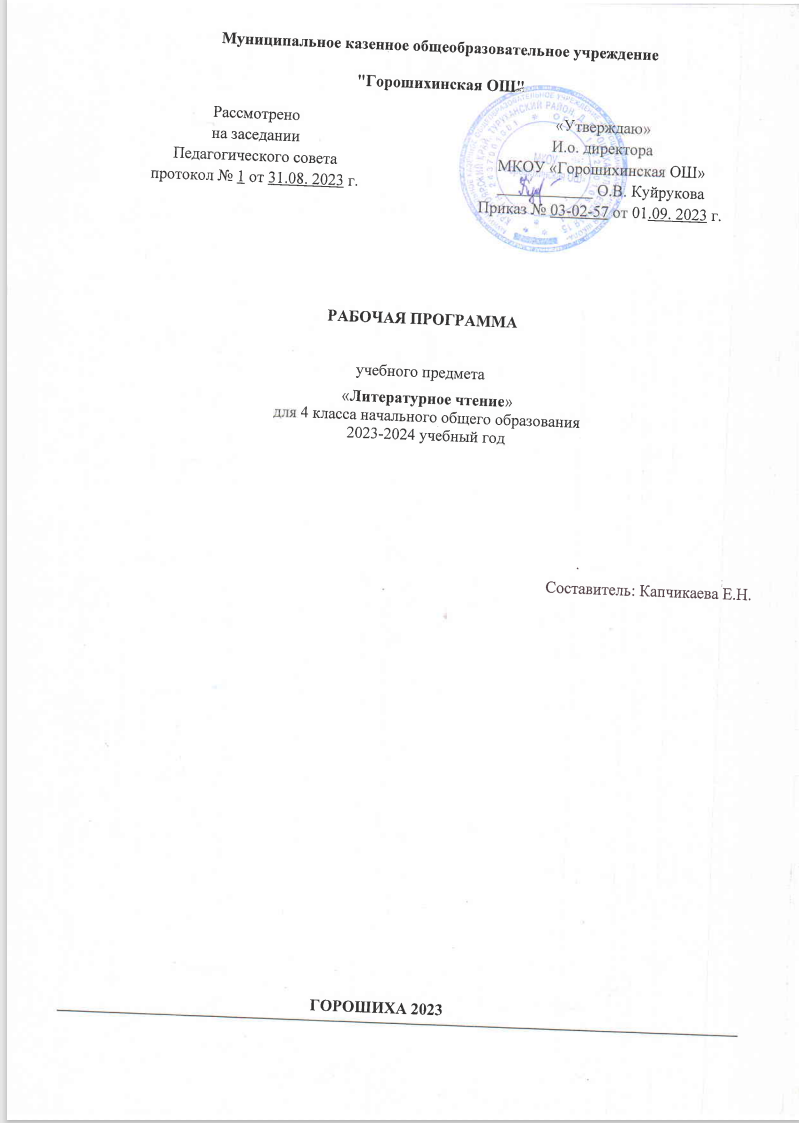 Муниципальное казенное общеобразовательное учреждение
"Горошихинская ОШ"
Рассмотрено
на заседании
Педагогического совета
протокол № 1 от 31.08. 2023 г.
«Утверждаю»
И.о. директора
МКОУ «Горошихинская ОШ»
____________ О.В. Куйрукова
Приказ № 03-02-57 от 01.09. 2023 г.
РАБОЧАЯ ПРОГРАММА
учебного предмета
«Литературное чтение»
для 4 класса начального общего образования
2023-2024 учебный год
Составитель: Капчикаева Е.Н.
ГОРОШИХА 2023